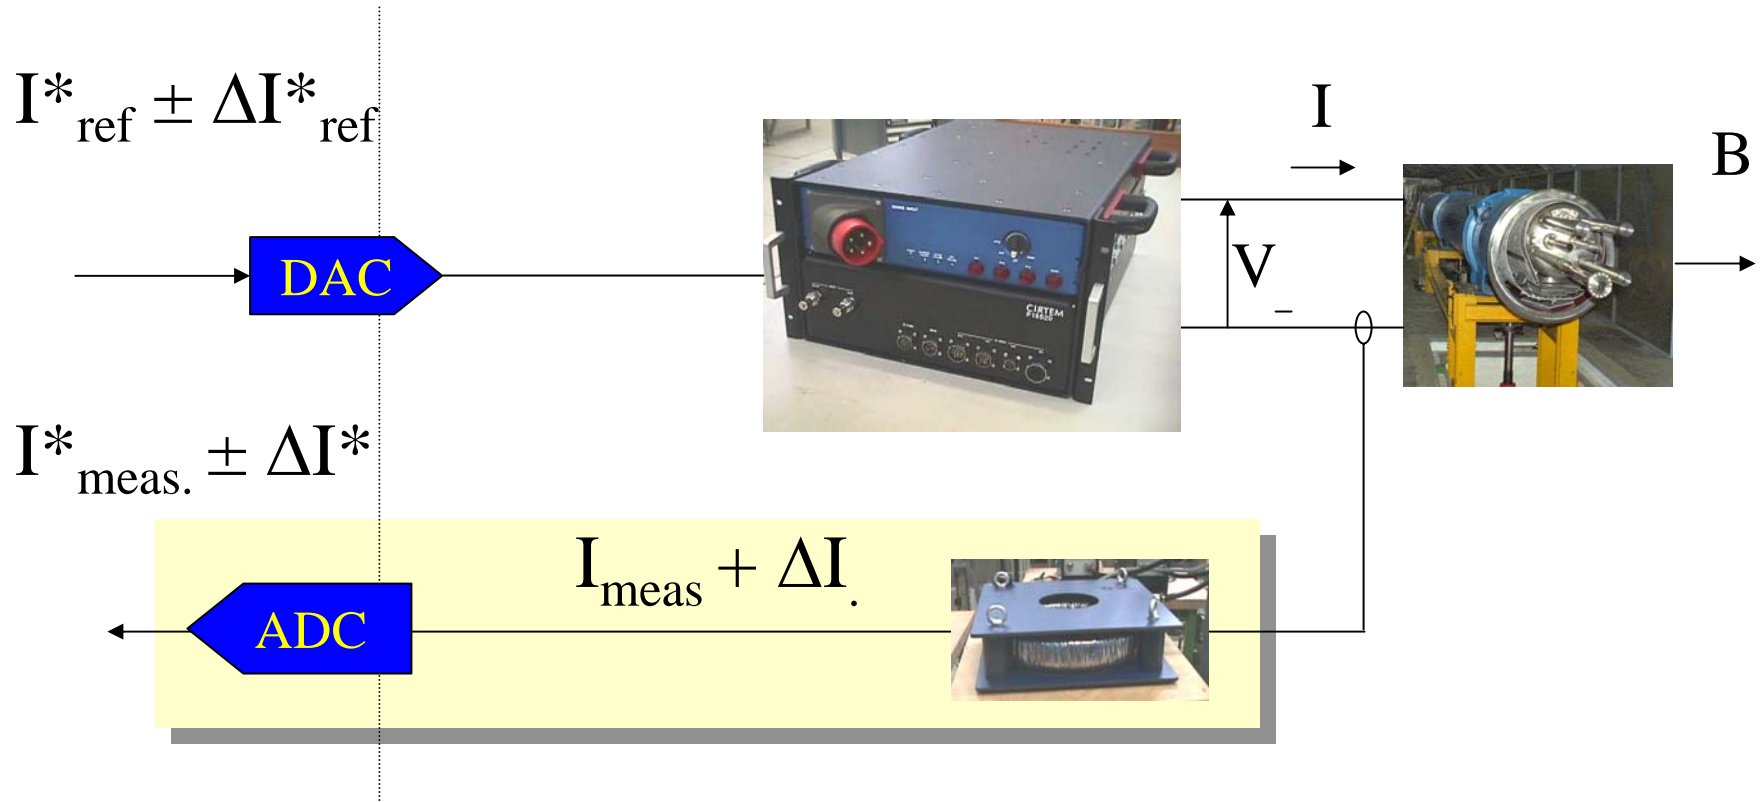 I*ref ± ΔI*ref
I
B
DAC
V
–
CIRTEM
I*meas. ± ΔI*
Imeas + ΔI.
ADC